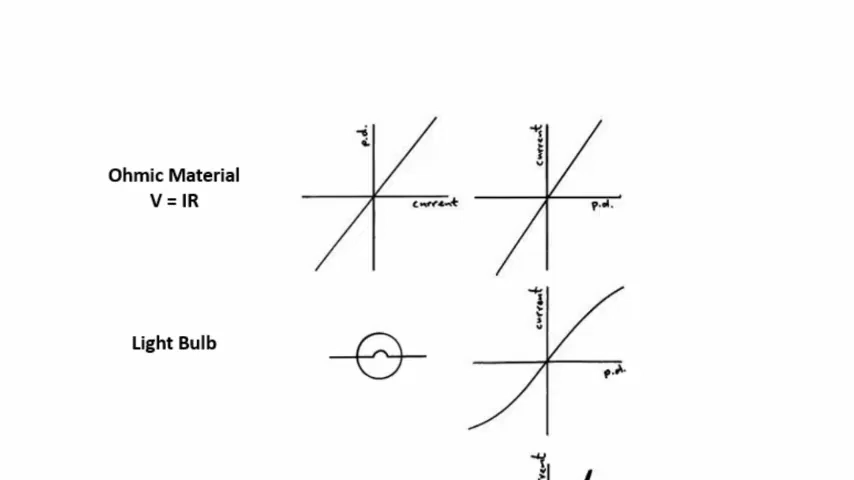 p.d.
current
Ohmic Material
V = IR
current
p.d.
current
Light Bulb
p.d.